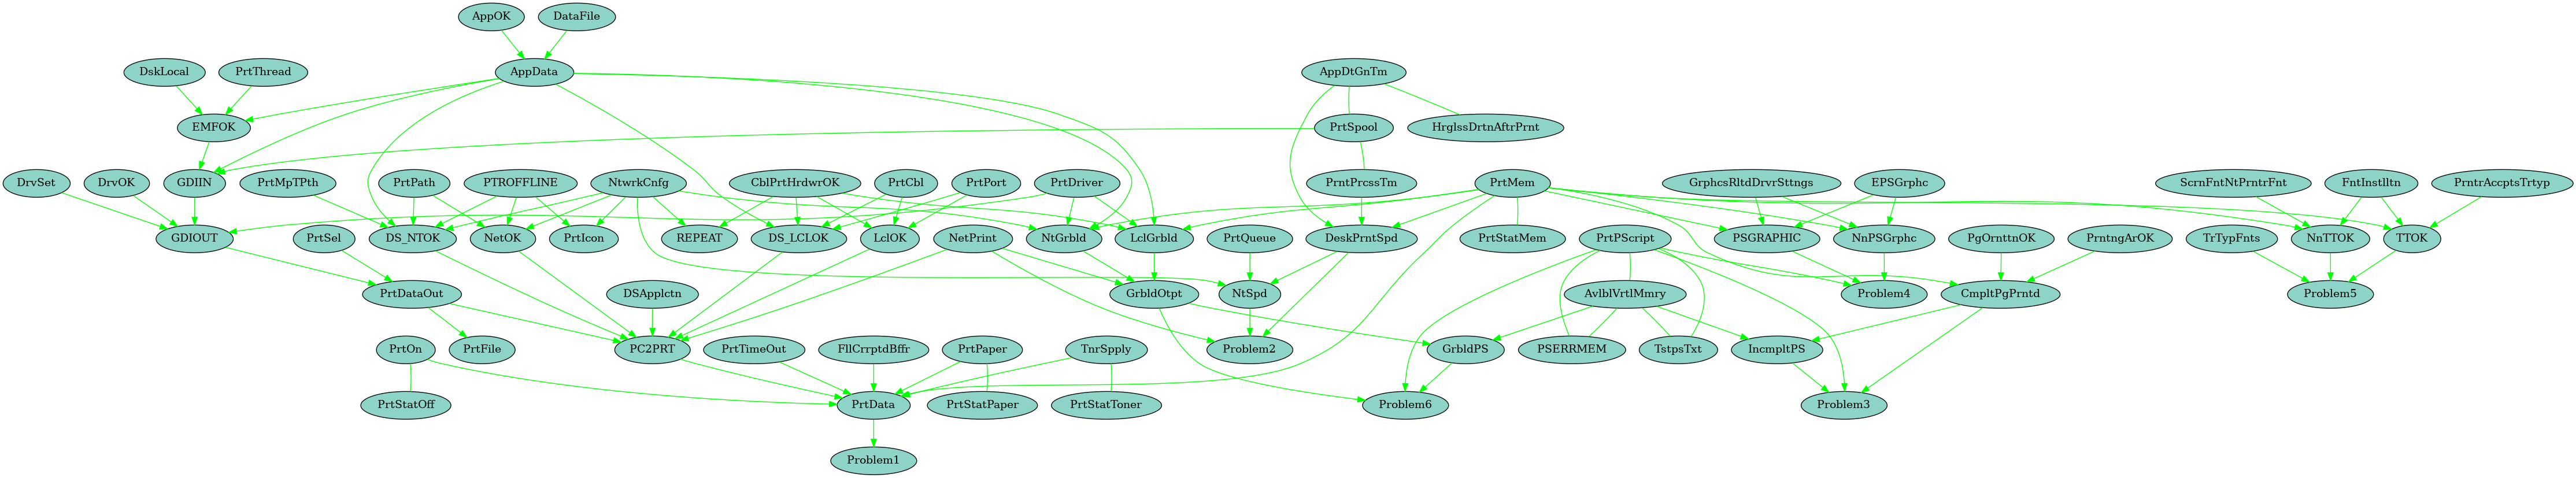 AppOK DataFile
DskLocal PrtThread AppData AppDtGnTm
EMFOK PrtSpool HrglssDrtnAftrPrnt
DrvSet DrvOK GDIIN PrtMpTPth PrtPath PTROFFLINE NtwrkCnfg CblPrtHrdwrOK PrtCbl PrtPort PrtDriver PrntPrcssTm PrtMem GrphcsRltdDrvrSttngs EPSGrphc ScrnFntNtPrntrFnt FntInstlltn PrntrAccptsTrtyp
GDIOUT PrtSel DS_NTOK NetOK PrtIcon REPEAT DS_LCLOK LclOK NetPrint NtGrbld LclGrbld PrtQueue DeskPrntSpd PrtStatMem PrtPScript PSGRAPHIC NnPSGrphc PgOrnttnOK PrntngArOK TrTypFnts NnTTOK TTOK
PrtDataOut DSApplctn GrbldOtpt NtSpd AvlblVrtlMmry Problem4 CmpltPgPrntd Problem5
PrtOn PrtFile PC2PRT PrtTimeOut FllCrrptdBffr PrtPaper TnrSpply Problem2 GrbldPS PSERRMEM TstpsTxt IncmpltPS
PrtStatOff PrtData PrtStatPaper PrtStatToner Problem6 Problem3
Problem1